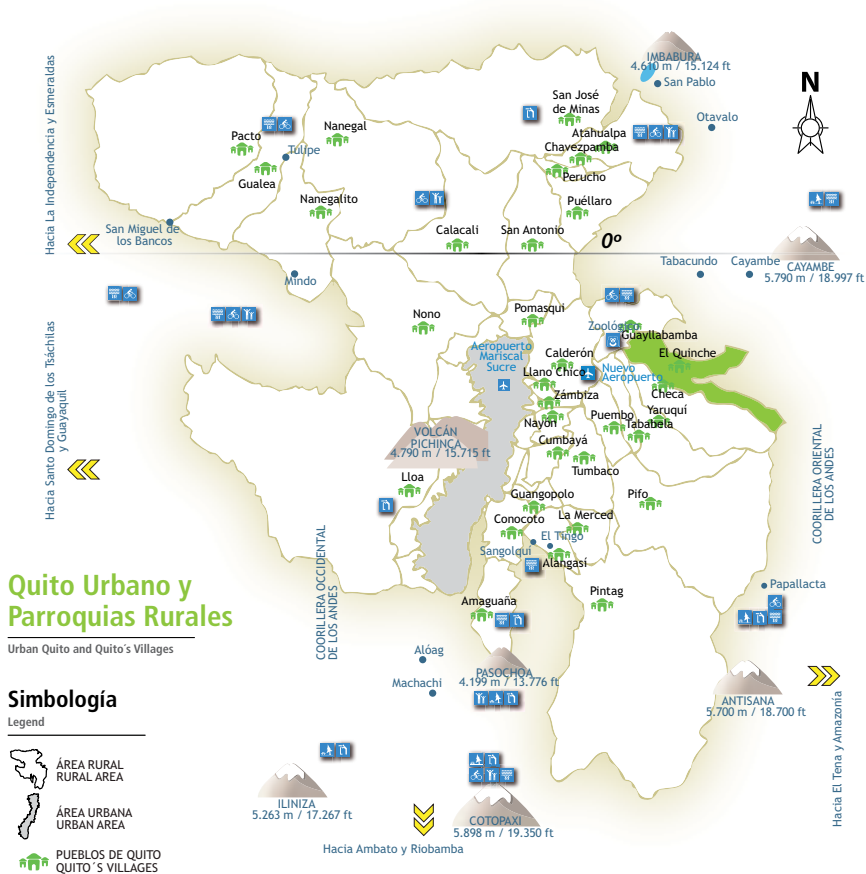 IMBABURA
4.610 m / 15.124 ft
San Pablo
Otavalo
N
San José
de Minas
Atahualpa
Chavezpamba
Perucho
Puéllaro
Nanegal
Pacto
Tulipe
Gualea
Nanegalito
Hacia La Independencia y Esmeraldas
San Miguel de
los Bancos
Calacali
San Antonio
0º
Tabacundo
Cayambe
CAYAMBE
5.790 m / 18.997 ft
Mindo
Nono
Pomasqui
Zoológico
Guayllabamba
Aeropuerto
Mariscal
Sucre
Calderón
El Quinche
Llano Chico
Nuevo
Aeropuerto
Checa
Zámbiza
Yaruquí
Puembo
Tababela
Nayón
Cumbayá
Tumbaco
Hacia Santo Domingo de los Tsáchilas
y Guayaquil
VOLCÁN
PICHINCA
4.790 m / 15.715 ft
Lloa
Guangopolo
Pifo
La Merced
Conocoto
El Tingo
Sangolquí
Alangasí
COORILLERA ORIENTAL
DE LOS ANDES
COORILLERA OCCIDENTAL
DE LOS ANDES
Papallacta
Pintag
Amaguaña
Quito Urbano y
Parroquias Rurales
Urban Quito and Quito´s Villages
Alóag
Machachi
PASOCHOA
4.199 m / 13.776 ft
ANTISANA
5.700 m / 18.700 ft
Hacia El Tena y Amazonía
Simbología
Legend
ÁREA RURAL
RURAL AREA
ÁREA URBANA
URBAN AREA
PUEBLOS DE QUITO
QUITO´S VILLAGES
ILINIZA
5.263 m / 17.267 ft
COTOPAXI
5.898 m / 19.350 ft
Hacia Ambato y Riobamba